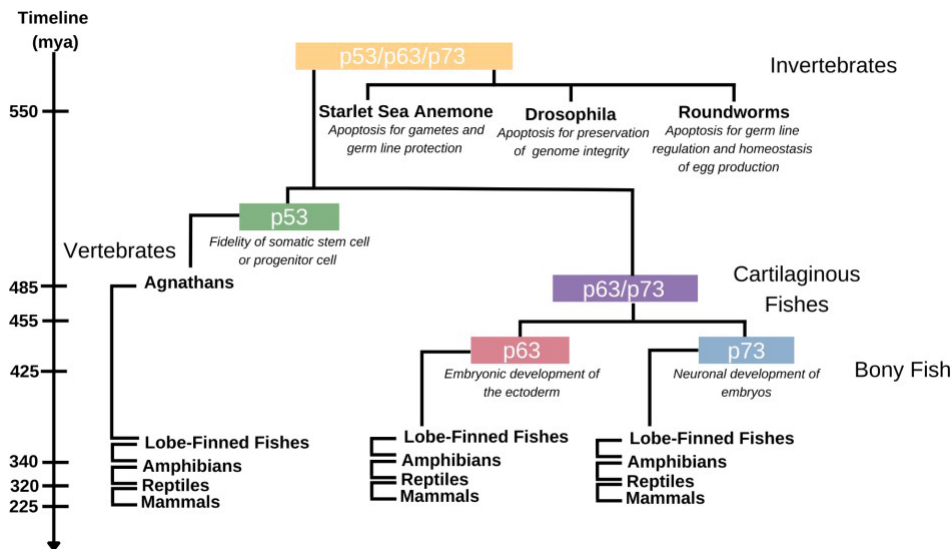 Timeline
(mya)
p53/p63/p73
Invertebrates
550
Starlet Sea Anemone
Apoptosis for gametes and
germ line protection
Drosophila
Apoptosis for preservation
of genome integrity
Roundworms
Apoptosis for germ line
regulation and homeostasis
of egg production
p53
Fidelity of somatic stem cell
or progenitor cell
Vertebrates
Agnathans
485
p63/p73
Cartilaginous
Fishes
455
p63
Embryonic development of
the ectoderm
p73
Neuronal development of
embryos
Bony Fish
425
Lobe-Finned Fishes
Amphibians
Reptiles
Mammals
Lobe-Finned Fishes
Amphibians
Reptiles
Mammals
Lobe-Finned Fishes
Amphibians
Reptiles
Mammals
340
320
225